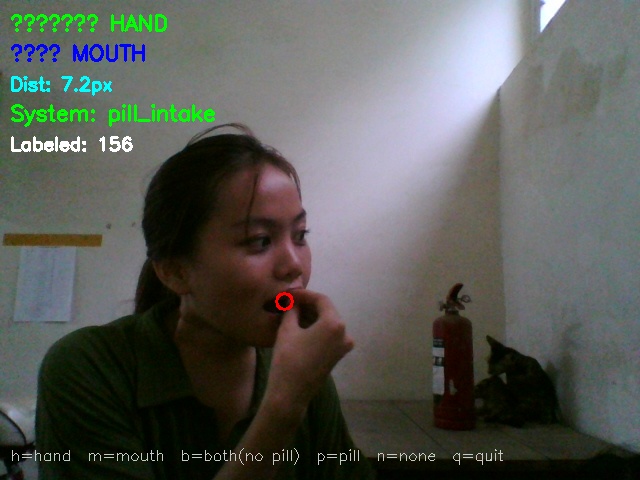 ??????? HAND
???? MOUTH
Dist: 7.2px
System: pill_intake
Labeled: 156
h=hand m=mouth b=both(no pill) p=pill n=none q=quit